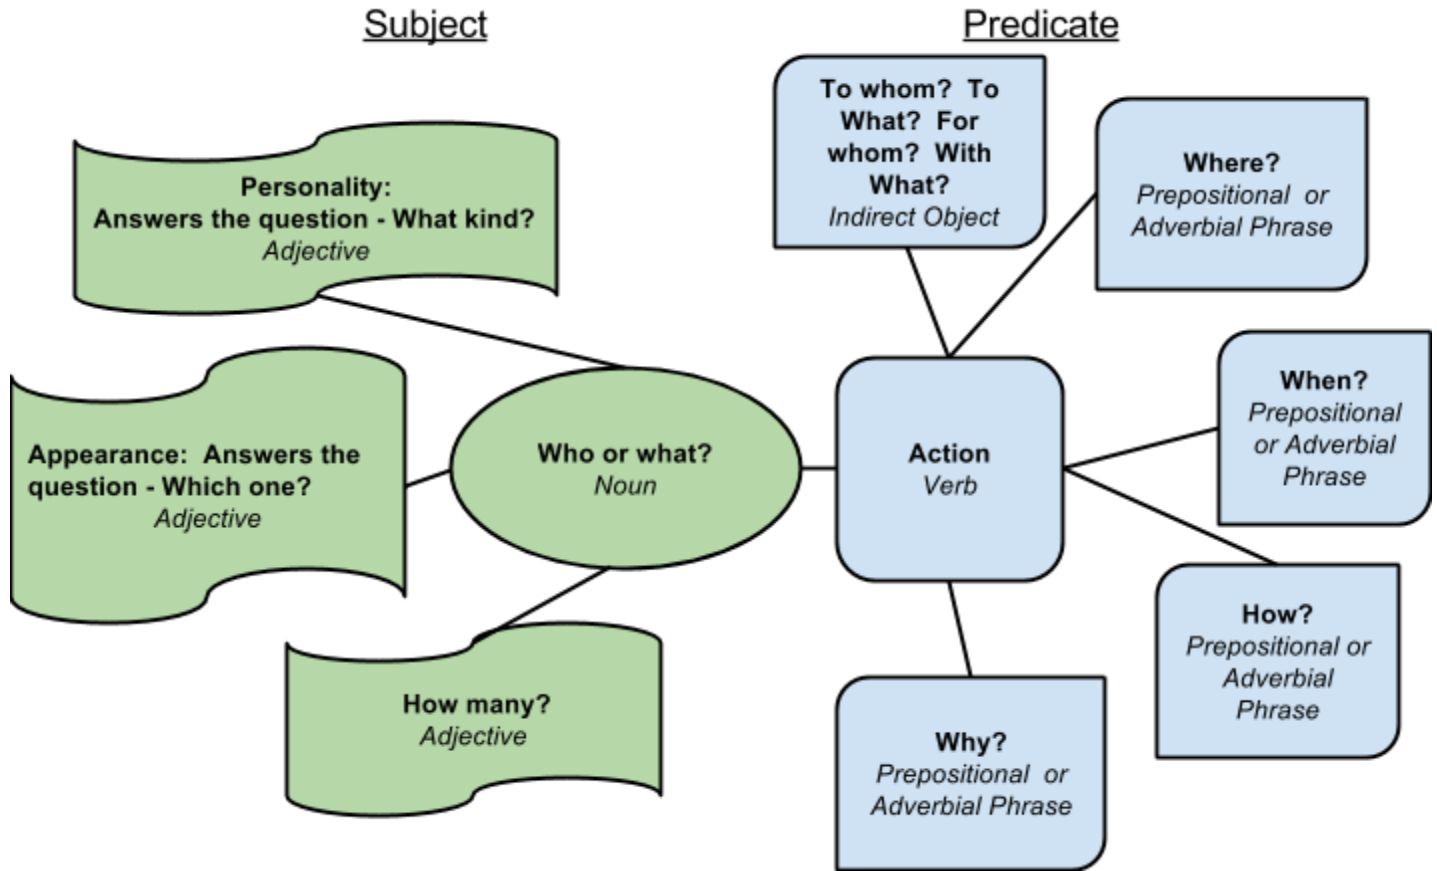 Subject
Predicate
Personality:
Answers the question - What kind?
Adjective
Appearance:  Answers the
question - Which one?
Adjective
Who or what?
Noun
How many?
Adjective
Action
Verb
To whom?  To
What?  For
whom?  With
What?
Indirect Object
Where?
Prepositional  or
Adverbial Phrase
When?
Prepositional
or Adverbial
Phrase
How?
Prepositional or
Adverbial
Phrase
Why?
Prepositional  or
Adverbial Phrase